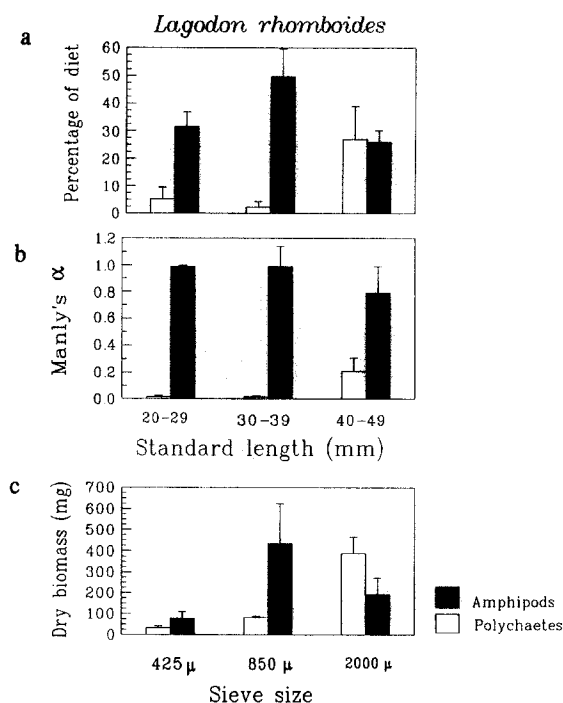 Lagodon rhomboides
a
Percentage of diet
60
50
40
30
20
10
0
b
Manly's α
1.2
1.0
0.8
0.6
0.4
0.2
0.0
20-29 30-39 40-49
Standard length (mm)
c
Dry biomass (mg)
700
600
500
400
300
200
100
0
425 μ 850 μ 2000 μ
Sieve size
Amphipods
Polychaetes